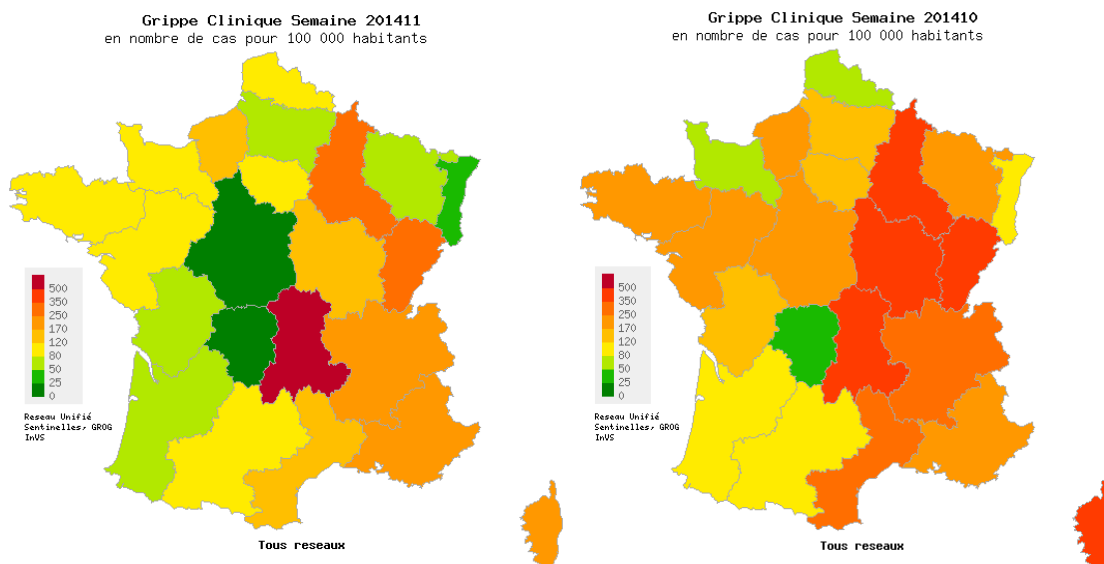 Grippe Clinique Semaine 201411
en nombre de cas pour 100 000 habitants
500
350
250
170
120
80
50
25
0
Reseau Unifié
Sentinelles, GROG
InVS
Tous reseaux
Grippe Clinique Semaine 201410
en nombre de cas pour 100 000 habitants
500
350
250
170
120
80
50
25
0
Reseau Unifié
Sentinelles, GROG
InVS
Tous reseaux